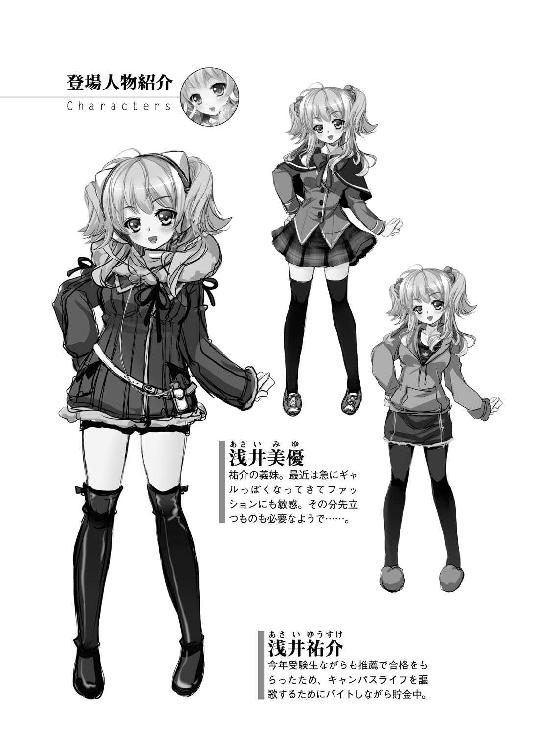 登場人物紹介
Characters
あさ い み ゆ
浅井美優
祐介の義妹。最近は急にギャ
ルっぽくなってきてファッ
ションにも敏感。その分先立
つものも必要なようで……。
あさ い ゆうすけ
浅井祐介
今年受験生ながらも推薦で合格をも
らったため、キャンパスライフを謳
歌するためにバイトしながら貯金中。